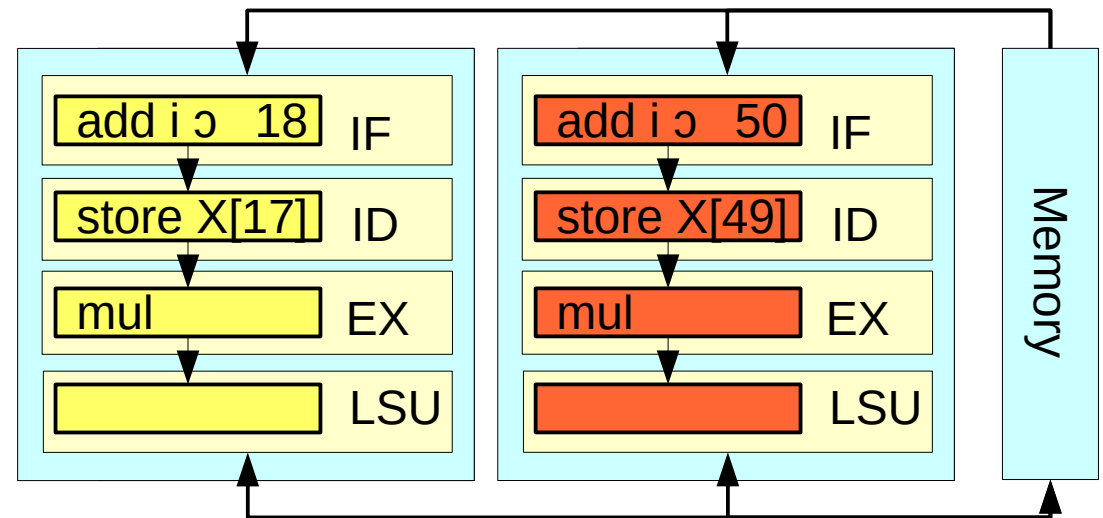 add i ɔ 18 IF
store X[17] ID
mul EX
LSU
add i ɔ 50 IF
store X[49] ID
mul EX
LSU
Memory